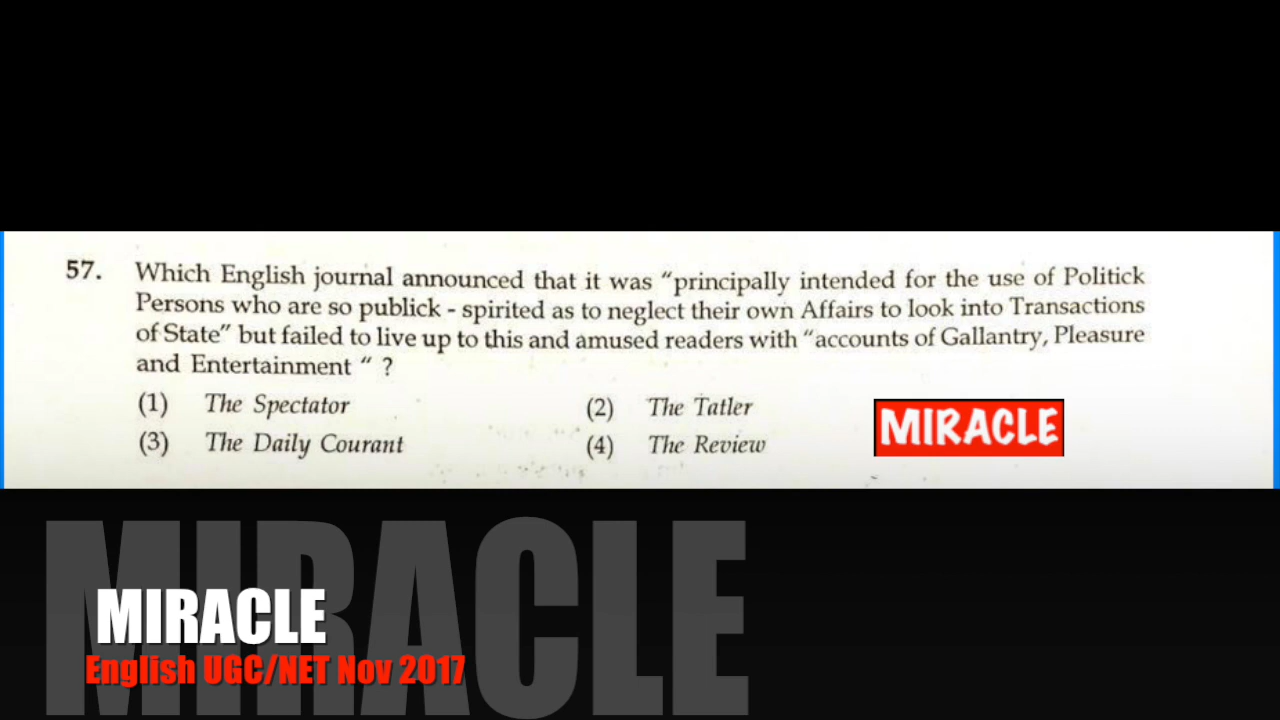 57. Which English journal announced that it was “principally intended for the use of Politick
Persons who are so publick - spirited as to neglect their own Affairs to look into Transactions
of State” but failed to live up to this and amused readers with “accounts of Gallantry, Pleasure
and Entertainment “ ?
(1) The Spectator (2) The Tatler
(3) The Daily Courant (4) The Review
MIRACLE
MIRACLE
MIRACLE
English UGC/NET Nov 2017